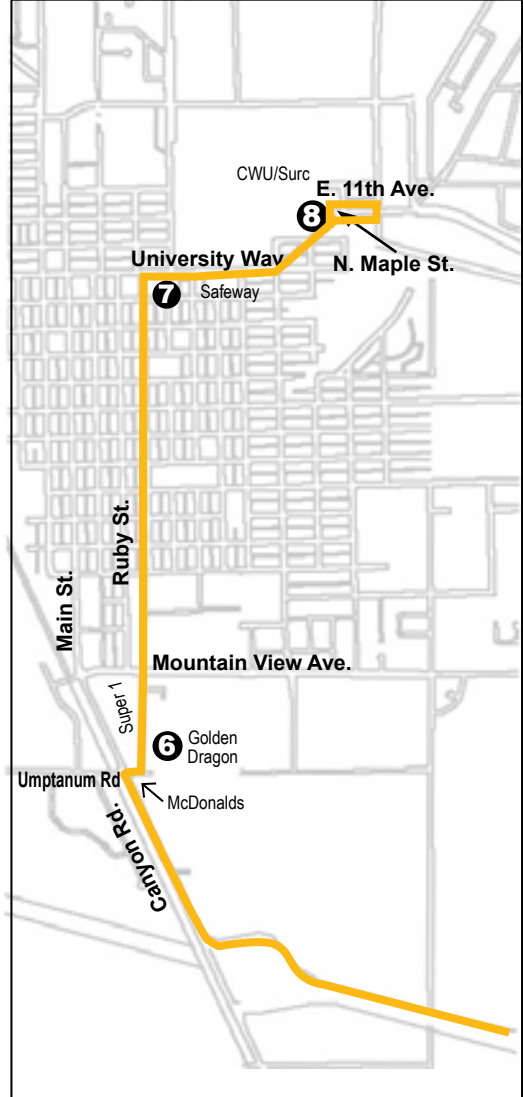 CWU/Surc
E. 11th Ave.
8
N. Maple St.
University Way
7
Safeway
Ruby St.
Main St.
Mountain View Ave.
Super 1
6
Golden
Dragon
Umptanum Rd
McDonalds
Canyon Rd.